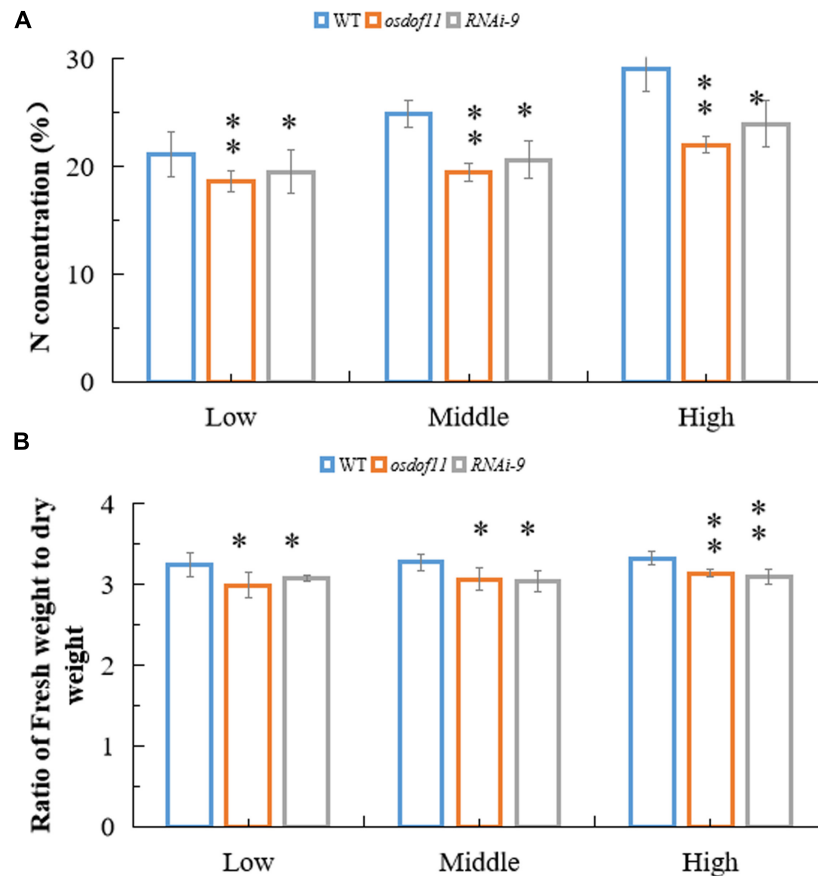 A
WT osdof11 RNAi-9
N concentration (%)
30
20
10
0
** * ** * ** *
Low Middle High
B
WT osdof11 RNAi-9
Ratio of Fresh weight to dry
weight
4
3
2
1
0
* * * * ** **
Low Middle High